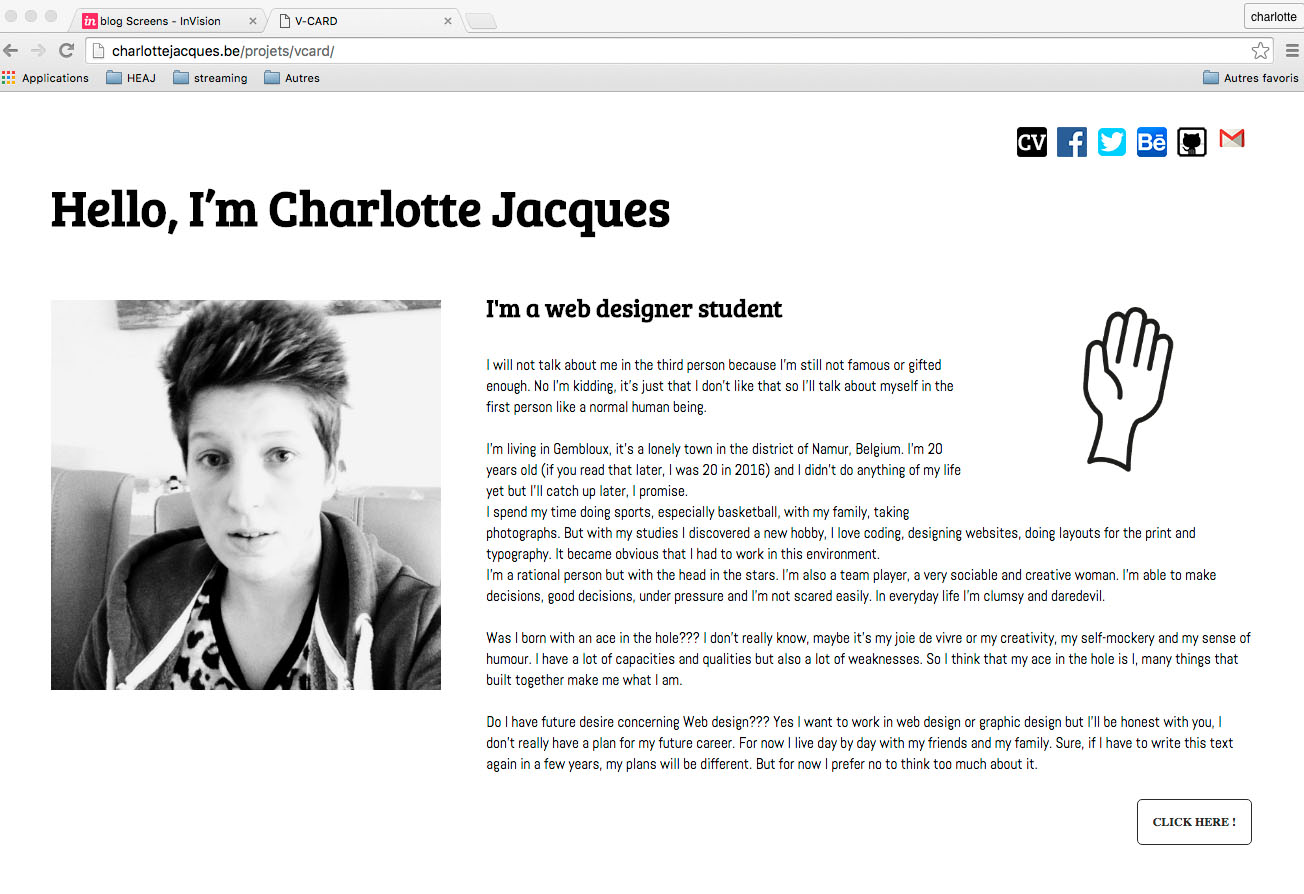 in blog Screens - InVision
V-CARD
charlotte
charlottejacques.be/projets/vcard/
Applications HEAJ streaming Autres Autres favoris
CV f Bē M
Hello, I’m Charlotte Jacques
I'm a web designer student
I will not talk about me in the third person because I'm still not famous or gifted
enough. No I'm kidding, it's just that I don't like that so I'll talk about myself in the
first person like a normal human being.
I'm living in Gembloux, it's a lonely town in the district of Namur, Belgium. I'm 20
years old (if you read that later, I was 20 in 2016) and I didn't do anything of my life
yet but I'll catch up later, I promise.
I spend my time doing sports, especially basketball, with my family, taking
photographs. But with my studies I discovered a new hobby, I love coding, designing websites, doing layouts for the print and
typography. It became obvious that I had to work in this environment.
I'm a rational person but with the head in the stars. I'm also a team player, a very sociable and creative woman. I'm able to make
decisions, good decisions, under pressure and I'm not scared easily. In everyday life I'm clumsy and daredevil.
Was I born with an ace in the hole??? I don't really know, maybe it's my joie de vivre or my creativity, my self-mockery and my sense of
humour. I have a lot of capacities and qualities but also a lot of weaknesses. So I think that my ace in the hole is I, many things that
built together make me what I am.
Do I have future desire concerning Web design??? Yes I want to work in web design or graphic design but I'll be honest with you, I
don't really have a plan for my future career. For now I live day by day with my friends and my family. Sure, if I have to write this text
again in a few years, my plans will be different. But for now I prefer no to think too much about it.
CLICK HERE !